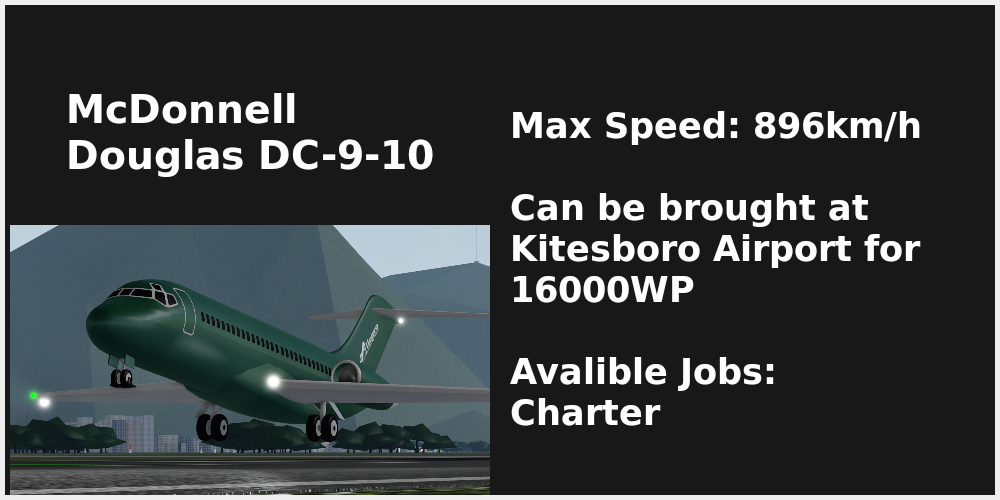 McDonnell
Douglas DC-9-10
Max Speed: 896km/h
Can be brought at
Kitesboro Airport for
16000WP
Avalible Jobs:
Charter